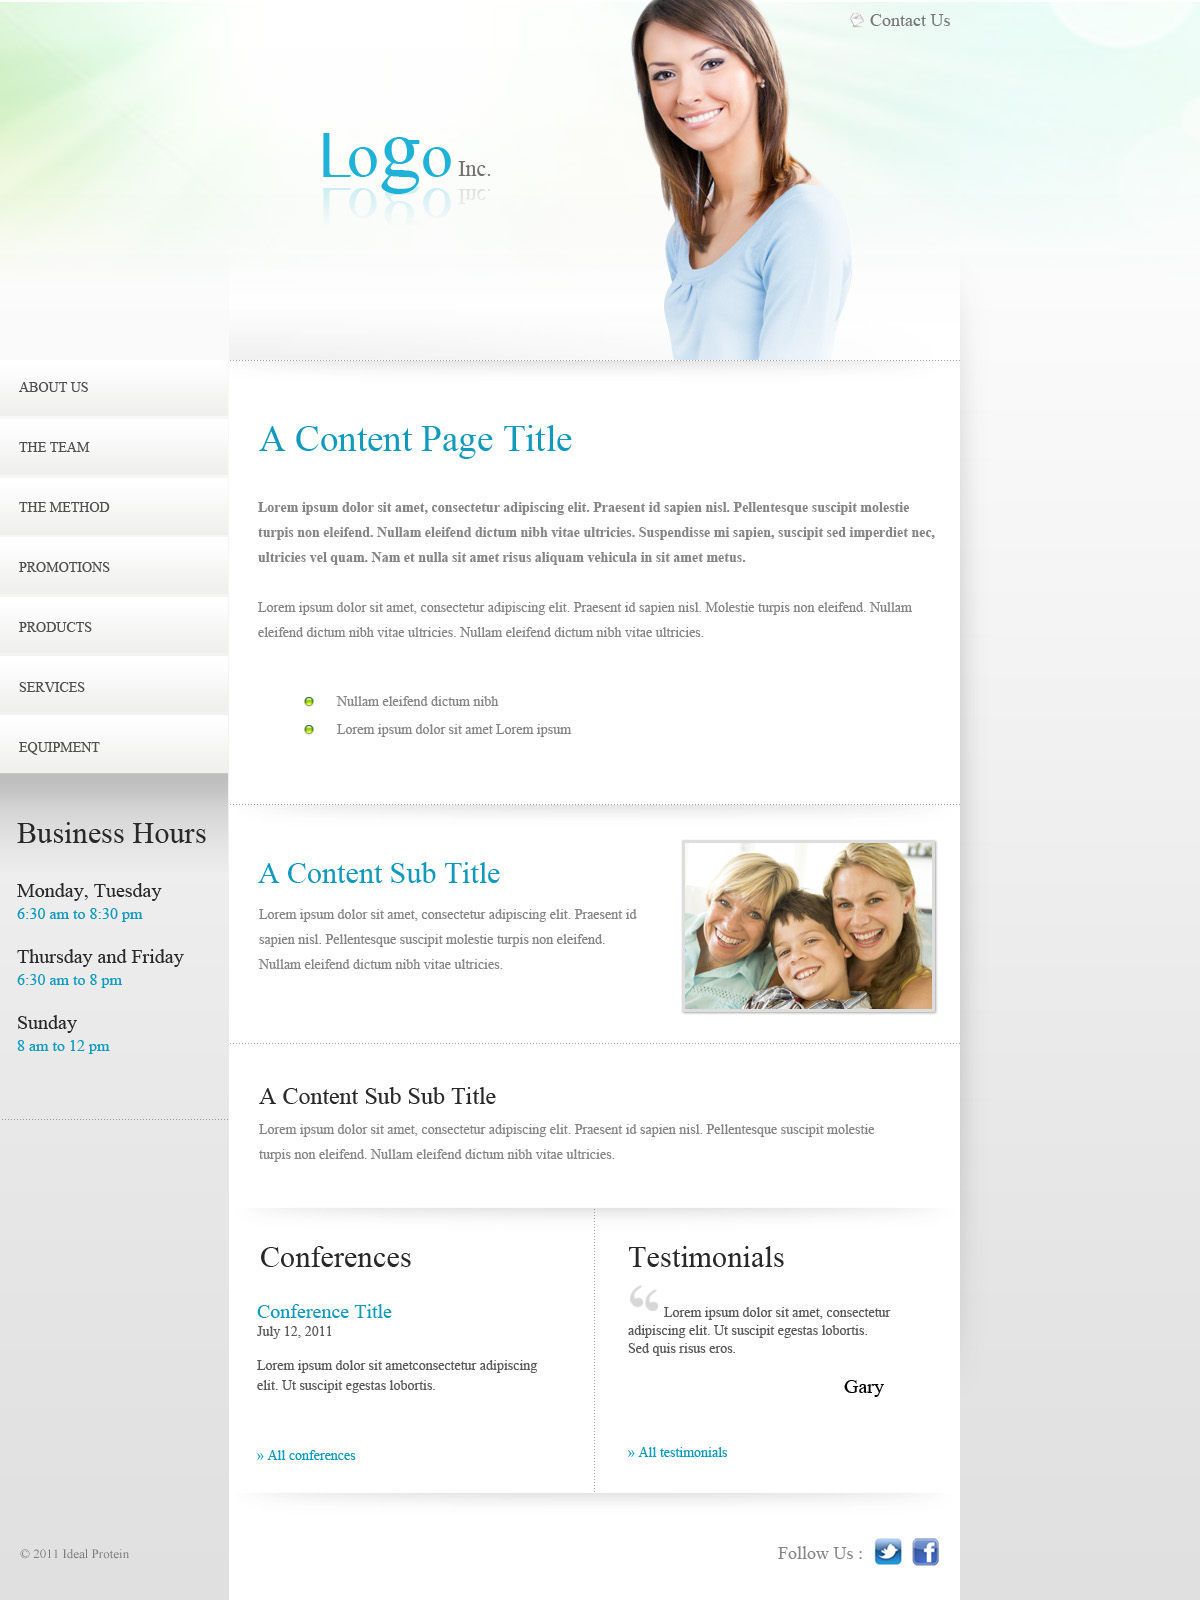 Contact Us
Logo Inc.
ABOUT US
THE TEAM
THE METHOD
PROMOTIONS
PRODUCTS
SERVICES
EQUIPMENT
Business Hours
Monday, Tuesday
6:30 am to 8:30 pm
Thursday and Friday
6:30 am to 8 pm
Sunday
8 am to 12 pm
A Content Page Title
Lorem ipsum dolor sit amet, consectetur adipiscing elit. Praesent id sapien nisl. Pellentesque suscipit molestie
turpis non eleifend. Nullam eleifend dictum nibh vitae ultricies. Suspendisse mi sapien, suscipit sed imperdiet nec,
ultricies vel quam. Nam et nulla sit amet risus aliquam vehicula in sit amet metus.
Lorem ipsum dolor sit amet, consectetur adipiscing elit. Praesent id sapien nisl. Molestie turpis non eleifend. Nullam
eleifend dictum nibh vitae ultricies. Nullam eleifend dictum nibh vitae ultricies.
Nullam eleifend dictum nibh
Lorem ipsum dolor sit amet Lorem ipsum
A Content Sub Title
Lorem ipsum dolor sit amet, consectetur adipiscing elit. Praesent id
sapien nisl. Pellentesque suscipit molestie turpis non eleifend.
Nullam eleifend dictum nibh vitae ultricies.
A Content Sub Sub Title
Lorem ipsum dolor sit amet, consectetur adipiscing elit. Praesent id sapien nisl. Pellentesque suscipit molestie
turpis non eleifend. Nullam eleifend dictum nibh vitae ultricies.
Conferences
Conference Title
July 12, 2011
Lorem ipsum dolor sit ametconsectetur adipiscing
elit. Ut suscipit egestas lobortis.
» All conferences
Testimonials
“ Lorem ipsum dolor sit amet, consectetur
adipiscing elit. Ut suscipit egestas lobortis.
Sed quis risus eros.
Gary
» All testimonials
© 2011 Ideal Protein
Follow Us :